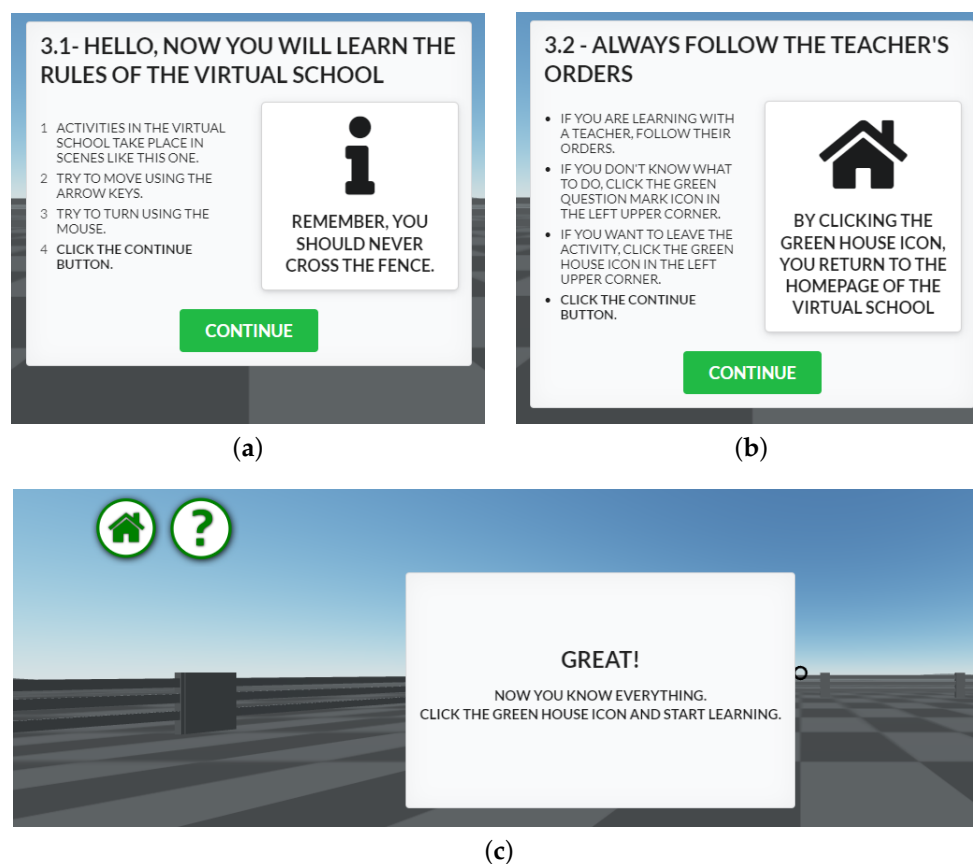 3.1- HELLO, NOW YOU WILL LEARN THE
RULES OF THE VIRTUAL SCHOOL
1 ACTIVITIES IN THE VIRTUAL
SCHOOL TAKE PLACE IN
SCENES LIKE THIS ONE.
2 TRY TO MOVE USING THE
ARROW KEYS.
3 TRY TO TURN USING THE
MOUSE.
4 CLICK THE CONTINUE
BUTTON.
REMEMBER, YOU
SHOULD NEVER
CROSS THE FENCE.
CONTINUE
(a)
3.2 - ALWAYS FOLLOW THE TEACHER'S
ORDERS
• IF YOU ARE LEARNING WITH
A TEACHER, FOLLOW THEIR
ORDERS.
• IF YOU DON'T KNOW WHAT
TO DO, CLICK THE GREEN
QUESTION MARK ICON IN
THE LEFT UPPER CORNER.
• IF YOU WANT TO LEAVE THE
ACTIVITY, CLICK THE GREEN
HOUSE ICON IN THE LEFT
UPPER CORNER.
• CLICK THE CONTINUE
BUTTON.
BY CLICKING THE
GREEN HOUSE ICON,
YOU RETURN TO THE
HOMEPAGE OF THE
VIRTUAL SCHOOL
CONTINUE
(b)
?
GREAT!
NOW YOU KNOW EVERYTHING.
CLICK THE GREEN HOUSE ICON AND START LEARNING.
(c)